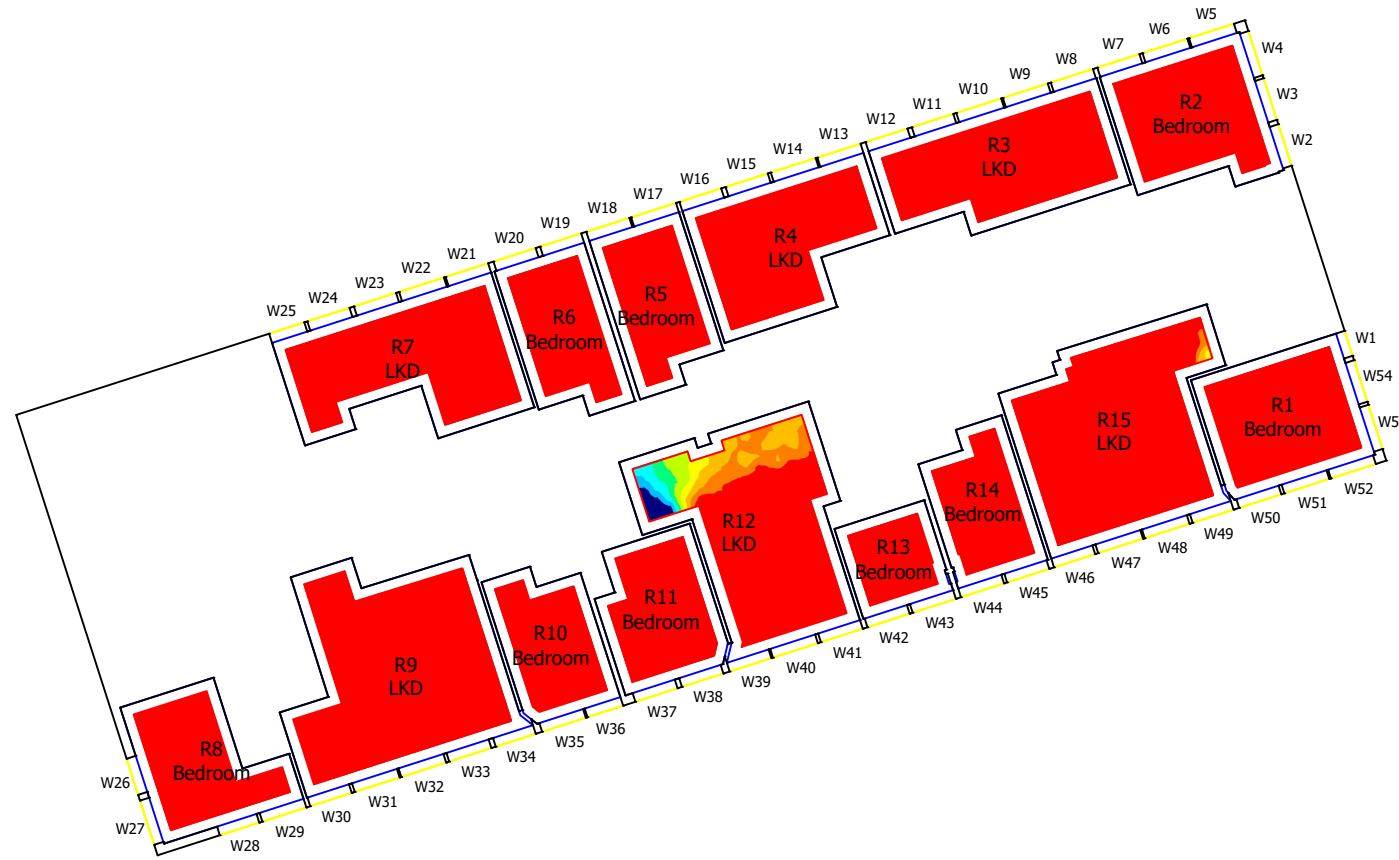 W5
W6
W7
W8
W9
W10
W11
W12
W13
W14
W15
W16
W17
W18
W19
W20
W21
W22
W23
W24
W25
W4
W3
W2
W1
W54
W5
W52
W51
W50
W49
W48
W47
W46
W45
W44
W43
W42
W41
W40
W39
W38
W37
W36
W35
W34
W33
W32
W31
W30
W29
W28
W27
W26
R2
Bedroom
R3
LKD
R4
LKD
R5
Bedroom
R6
Bedroom
R7
LKD
R1
Bedroom
R15
LKD
R14
Bedroom
R13
Bedroom
R12
LKD
R11
Bedroom
R10
Bedroom
R9
LKD
R8
Bedroom